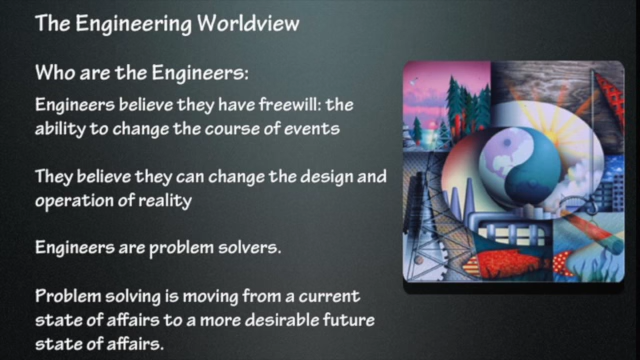 The Engineering Worldview
Who are the Engineers:
Engineers believe they have freewill: the
ability to change the course of events
They believe they can change the design and
operation of reality
Engineers are problem solvers.
Problem solving is moving from a current
state of affairs to a more desirable future
state of affairs.